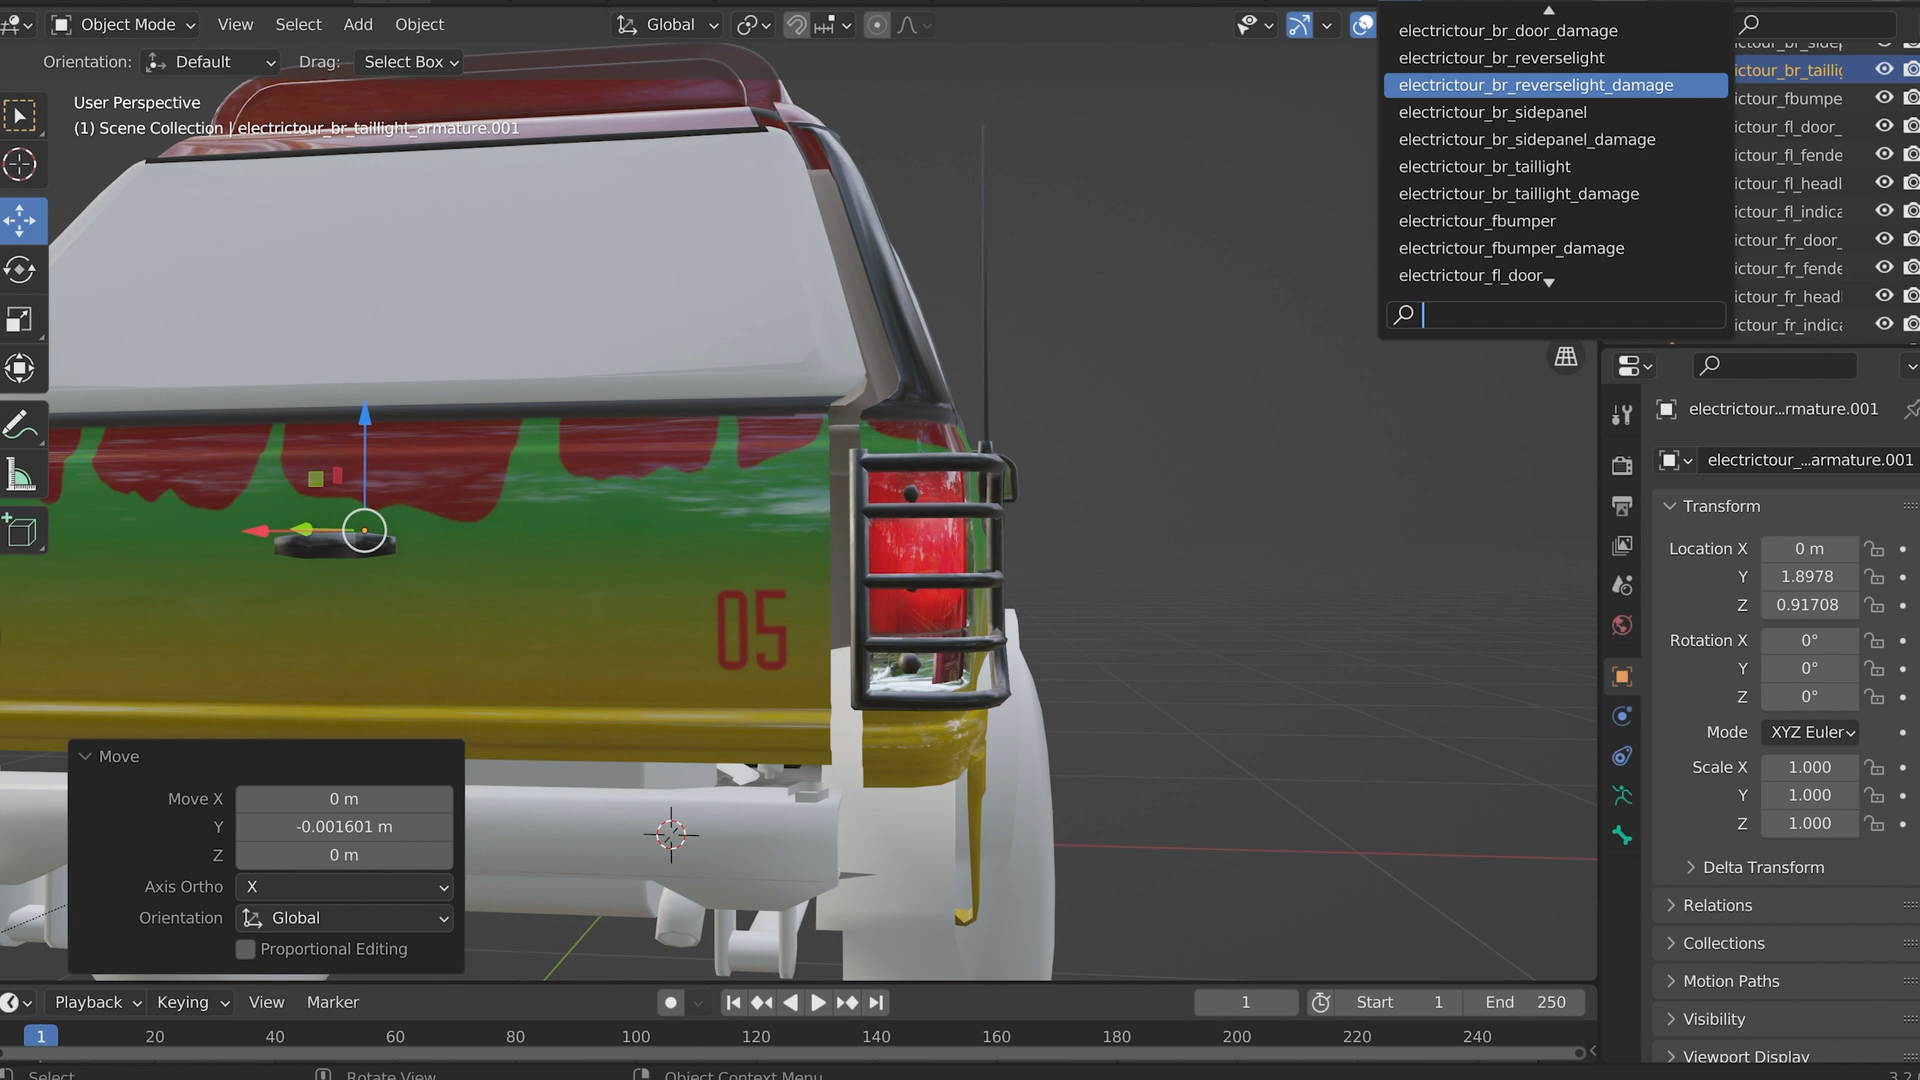 Object Mode
View
Select
Add
Object
Global
Orientation:
Default
Drag:
Select Box
User Perspective
(1) Scene Collection | electrictour_br_taillight_armature.001
electrictour_br_door_damage
electrictour_br_reverselight
electrictour_br_reverselight_damage
electrictour_br_sidepanel
electrictour_br_sidepanel_damage
electrictour_br_taillight
electrictour_br_taillight_damage
electrictour_fbumper
electrictour_fbumper_damage
electrictour_fl_door
ictour_br_taillig
ictour_fbumpe
ictour_fl_door_
ictour_fl_fende
ictour_fl_headl
ictour_fl_indica
ictour_fr_door_
ictour_fr_fende
ictour_fr_headl
ictour_fr_indica
electrictour...rmature.001
electrictour_...armature.001
Transform
Location X 0 m
Y 1.8978
Z 0.91708
Rotation X 0°
Y 0°
Z 0°
Mode XYZ Euler
Scale X 1.000
Y 1.000
Z 1.000
Delta Transform
Relations
Collections
Motion Paths
Visibility
Viewport Display
05
Move
Move X 0 m
Y -0.001601 m
Z 0 m
Axis Ortho X
Orientation Global
Proportional Editing
Playback
Keying
View
Marker
1
Start 1
End 250
1 20 40 60 80 100 120 140 160 180 200 220 240
Select
Rotate View
Object Context Menu